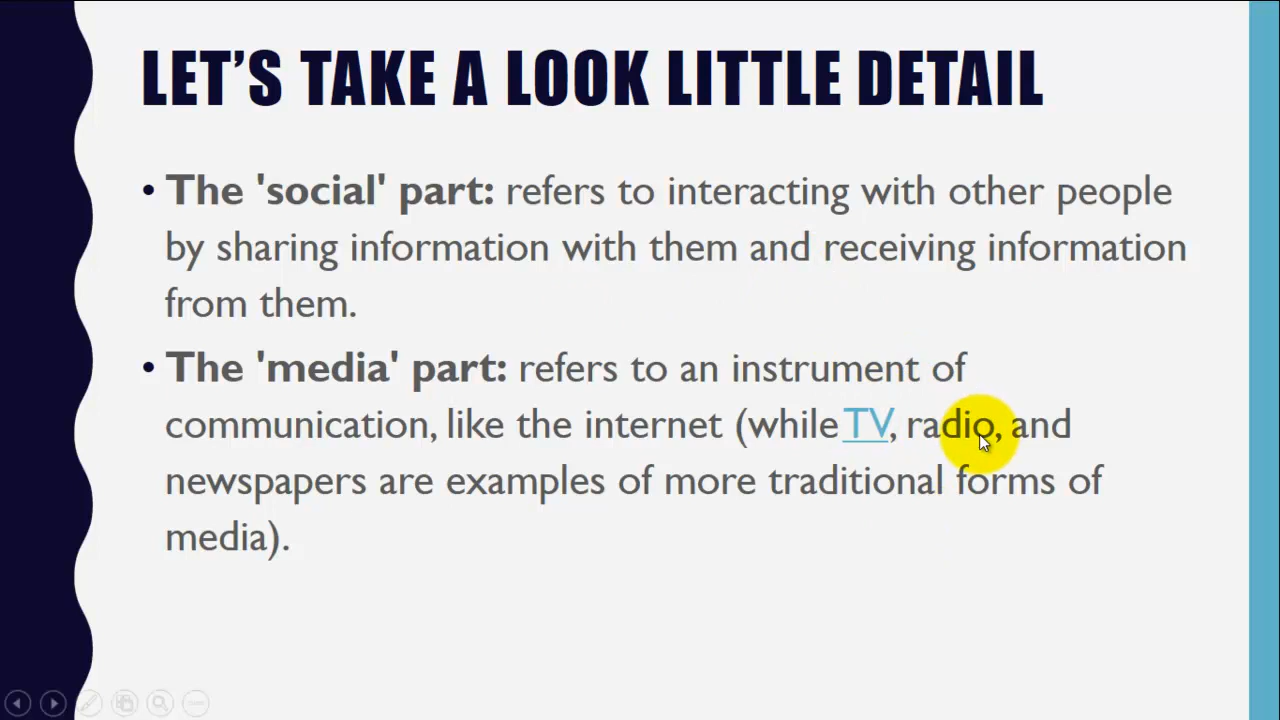 LET'S TAKE A LOOK LITTLE DETAIL
• The 'social' part: refers to interacting with other people
by sharing information with them and receiving information
from them.
• The 'media' part: refers to an instrument of
communication, like the internet (while TV, radio, and
newspapers are examples of more traditional forms of
media).